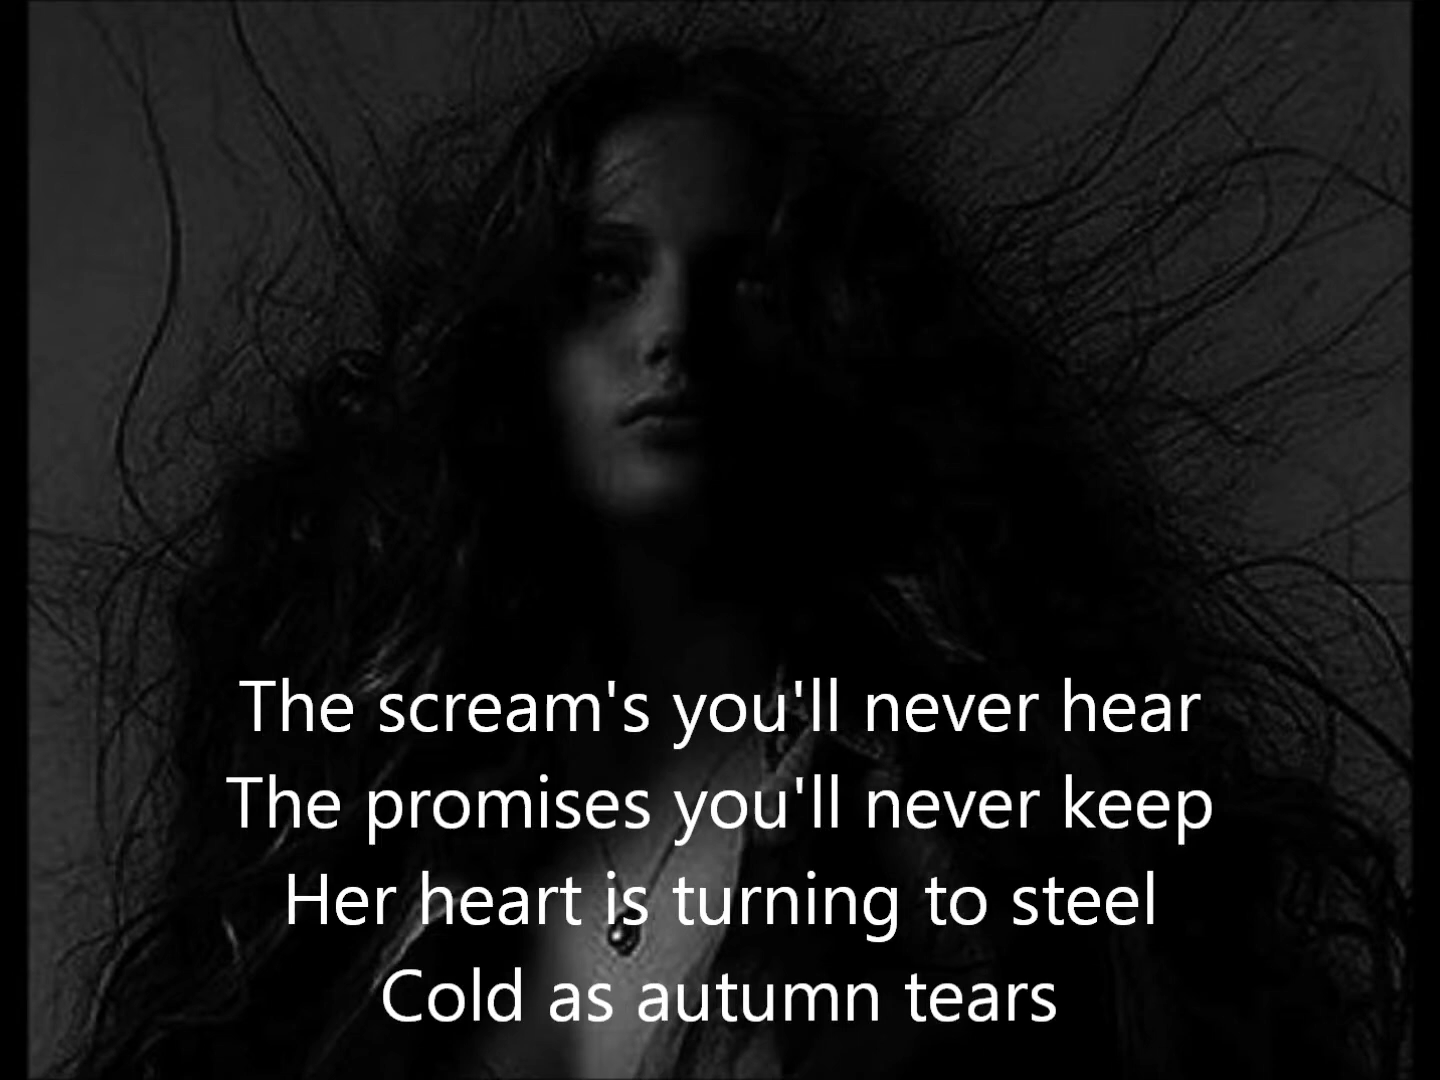 The scream's you'll never hear
The promises you'll never keep
Her heart is turning to steel
Cold as autumn tears